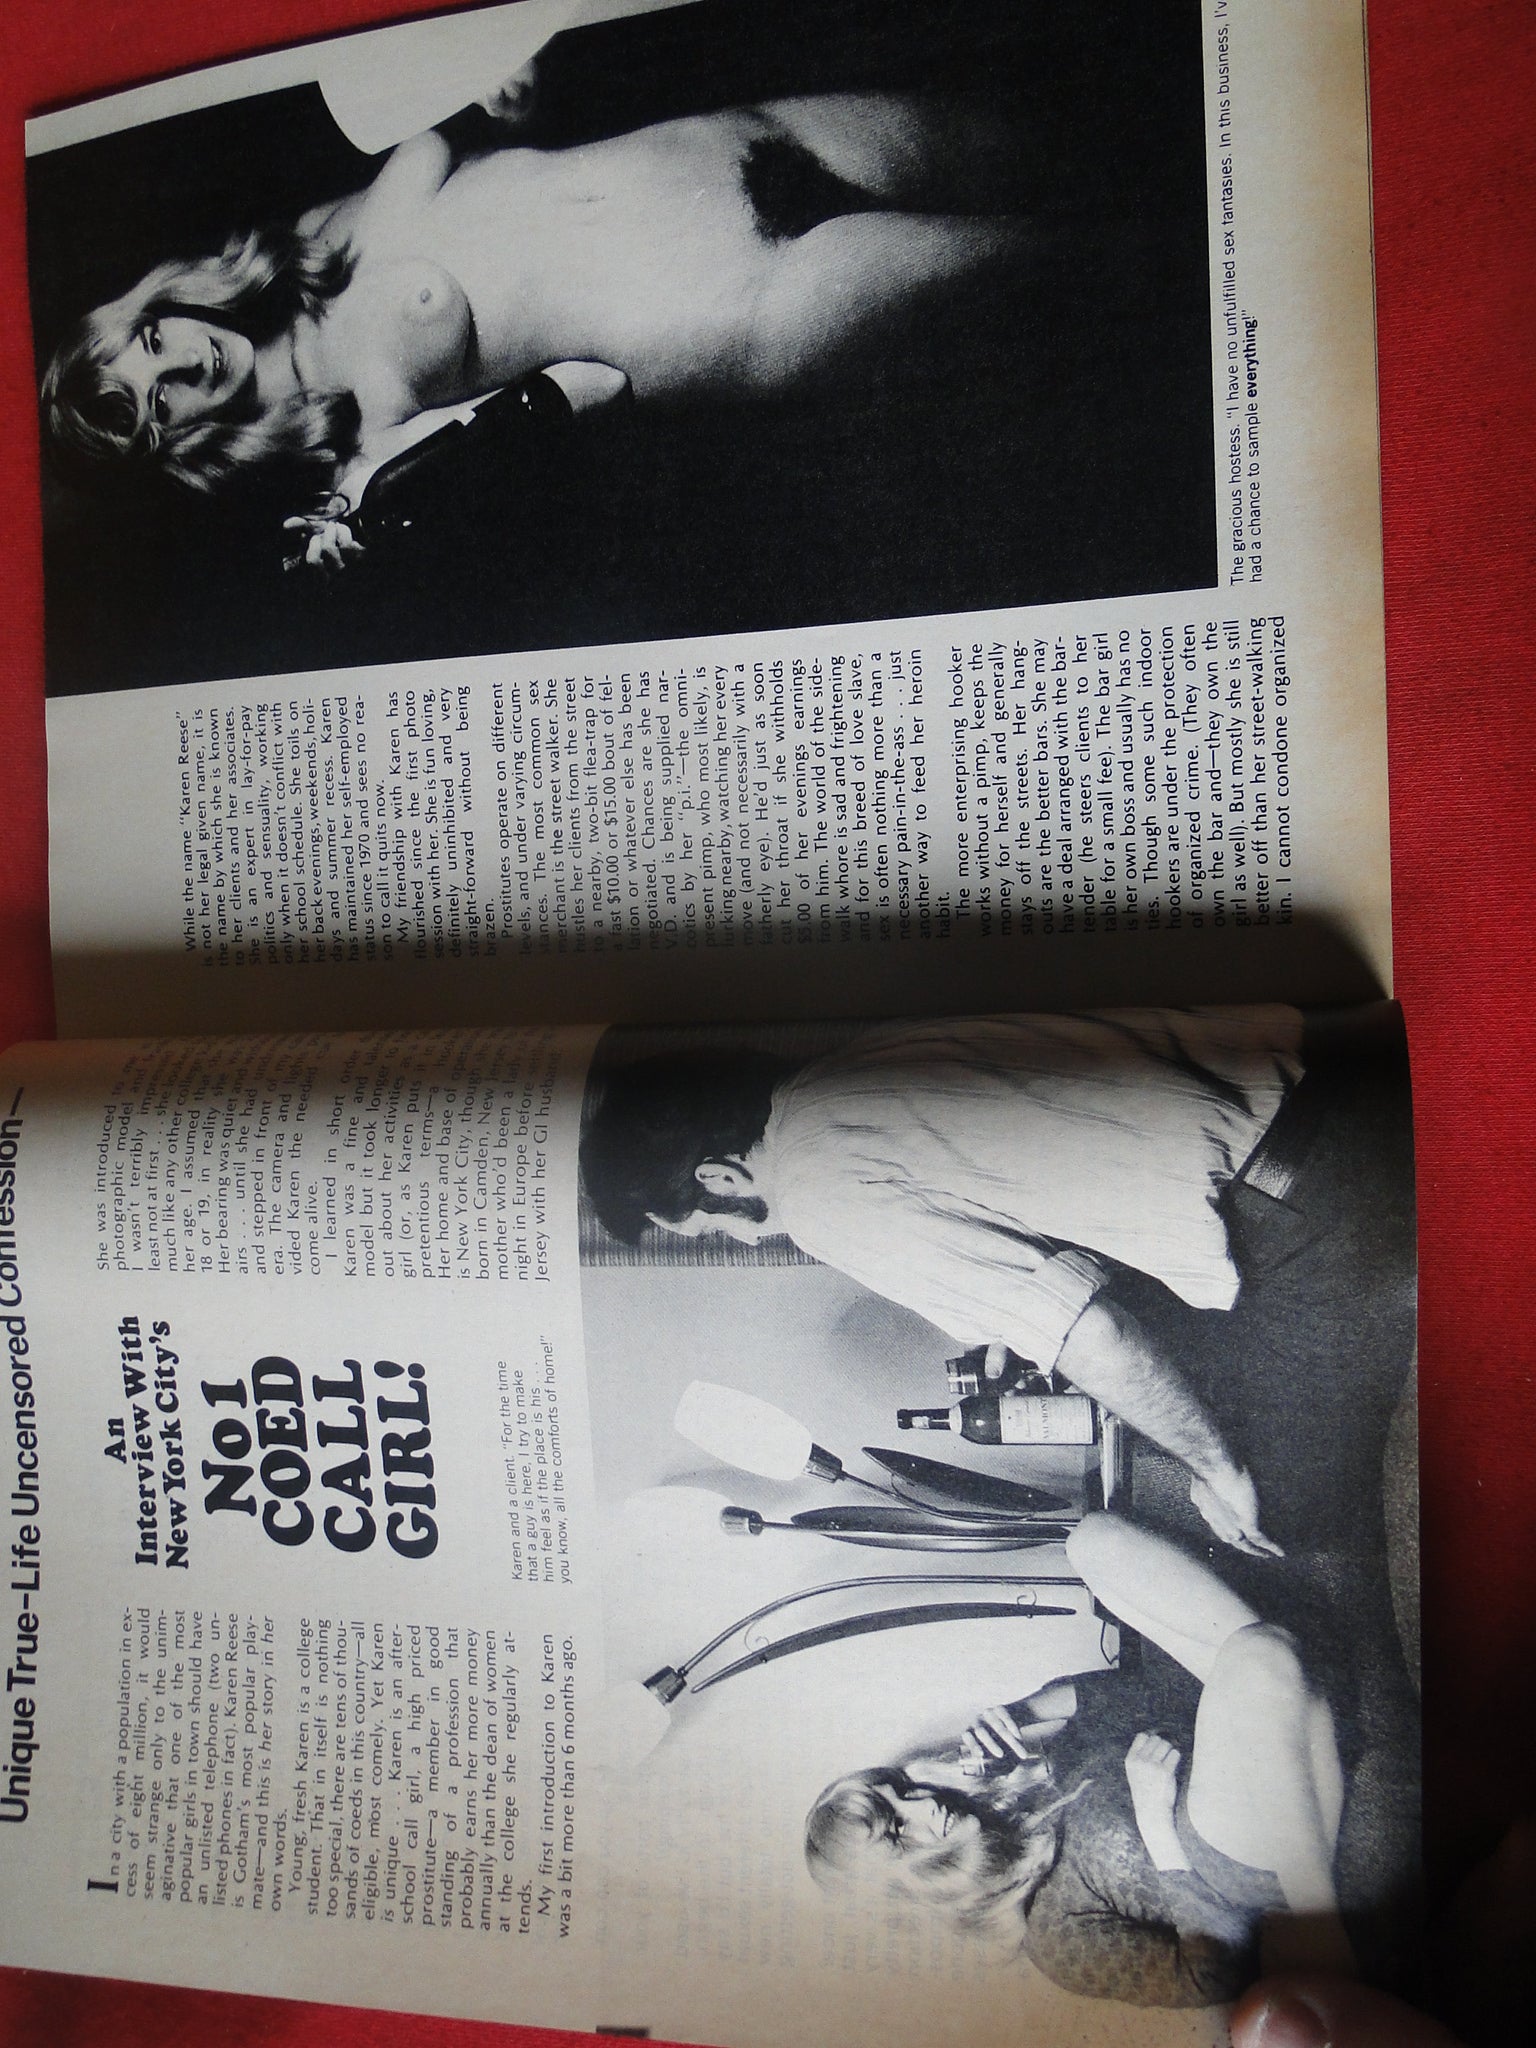 Unique True-Life Uncensored Confession—
In a city with a population in ex-
cess of eight million, it would
seem strange only to the unim-
aginative that one of the most
popular girls in town should have
an unlisted telephone (two un-
listed phones in fact). Karen Reese
is Gotham's most popular play-
mate—and this is her story in her
own words.
Young, fresh Karen is a college
student. That in itself is nothing
too special, there are tens of thou-
sands of coeds in this country—all
eligible, most comely. Yet Karen
is unique . . . Karen is an after-
school call girl, a high priced
prostitute—a member in good
standing of a profession that
probably earns her more money
annually than the dean of women
at the college she regularly at-
tends.
My first introduction to Karen
was a bit more than 6 months ago.
An
Interview With
New York City's
No 1
COED
CALL
GIRL!
Karen and a client. "For the time
that a guy is here, I try to make
him feel as if the place is his . . .
you know, all the comforts of home!"
She was introduced to
photographic model and
I wasn't terribly
least not at first . . . she
much like any other college
her age. I assumed that
18 or 19, in reality she
Her bearing was quiet and
airs . . . until she had
and stepped in front of my
era. The camera and lights
vided Karen the needed
come alive.
I learned in short order
Karen was a fine and
model but it took longer
out about her activities as a
girl (or, as Karen puts it in
pretentious terms—a
Her home and base of
is New York City, though she
born in Camden, New Jersey
mother who'd been a lady
night in Europe before
Jersey with her GI husband
While the name "Karen Reese"
is not her legal given name, it is
the name by which she is known
to her clients and her associates.
She is an expert in lay-for-pay
politics and sensuality, working
only when it doesn't conflict with
her school schedule. She toils on
her back evenings, weekends, holi-
days and summer recess. Karen
has maintained her self-employed
status since 1970 and sees no rea-
son to call it quits now.
My friendship with Karen has
flourished since the first photo
session with her. She is fun loving,
definitely uninhibited and very
straight-forward without being
brazen.
Prostitutes operate on different
levels, and under varying circum-
stances. The most common sex
merchant is the street walker. She
hustles her clients from the street
to a nearby, two-bit flea-trap for
a fast $10.00 or $15.00 bout of fel-
lation or whatever else has been
negotiated. Chances are she has
V.D. and is being supplied nar-
cotics by her "p.i."—the omni-
present pimp, who most likely, is
lurking nearby, watching her every
move (and not necessarily with a
fatherly eye). He'd just as soon
cut her throat if she withholds
$5.00 of her evenings earnings
from him. The world of the side-
walk whore is sad and frightening
and for this breed of love slave,
sex is often nothing more than a
necessary pain-in-the-ass . . . just
another way to feed her heroin
habit.
The more enterprising hooker
works without a pimp, keeps the
money for herself and generally
stays off the streets. Her hang-
outs are the better bars. She may
have a deal arranged with the bar-
tender (he steers clients to her
table for a small fee). The bar girl
is her own boss and usually has no
ties. Though some such indoor
hookers are under the protection
of organized crime. (They often
own the bar and—they own the
girl as well). But mostly she is still
better off than her street-walking
kin. I cannot condone organized
The gracious hostess. "I have no unfulfilled sex fantasies. In this business, I'v
had a chance to sample everything!"